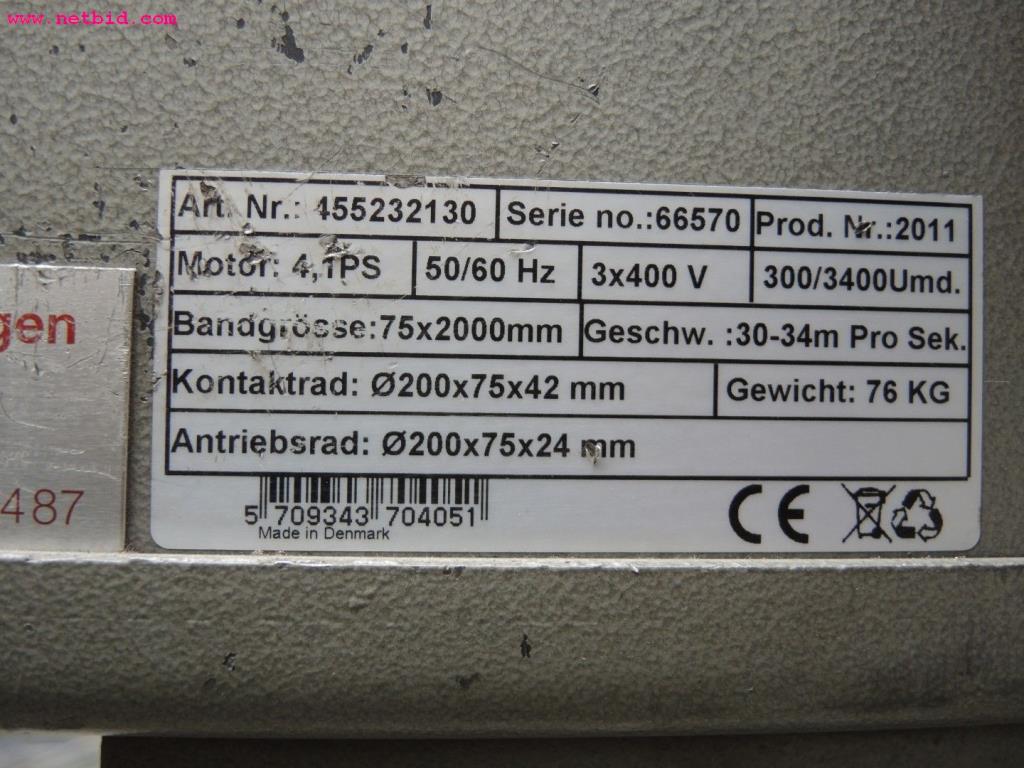 www.netbid.com
Art. Nr.: 455232130 Serie no.:66570 Prod. Nr.:2011
Motor: 4,1PS 50/60 Hz 3x400 V 300/3400Umd.
Bandgrösse:75x2000mm Geschw. :30-34m Pro Sek.
Kontaktrad: Ø200x75x42 mm Gewicht: 76 KG
Antriebsrad: Ø200x75x24 mm
5 709343 704051
Made in Denmark
CE
gen
487